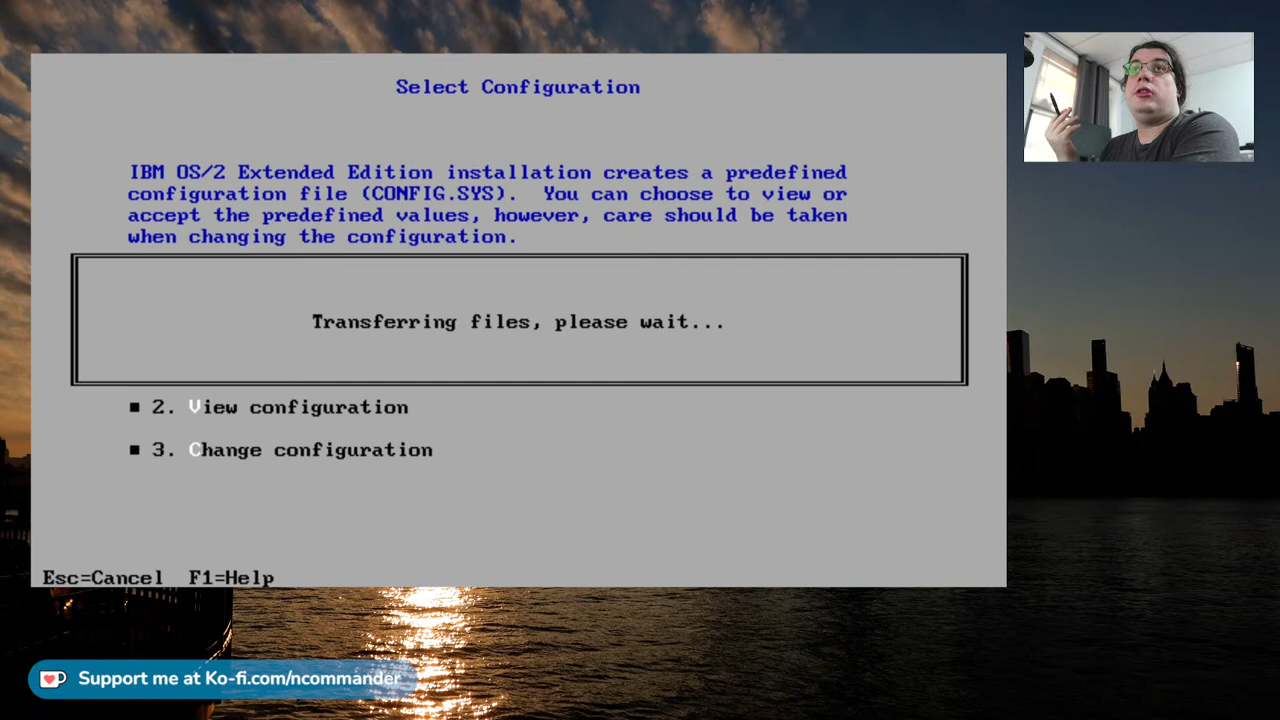 Select Configuration
IBM OS/2 Extended Edition installation creates a predefined
configuration file (CONFIG.SYS).  You can choose to view or
accept the predefined values, however, care should be taken
when changing the configuration.
Transferring files, please wait...
■ 2. View configuration
■ 3. Change configuration
Esc=Cancel  F1=Help
Support me at Ko-fi.com/ncommander